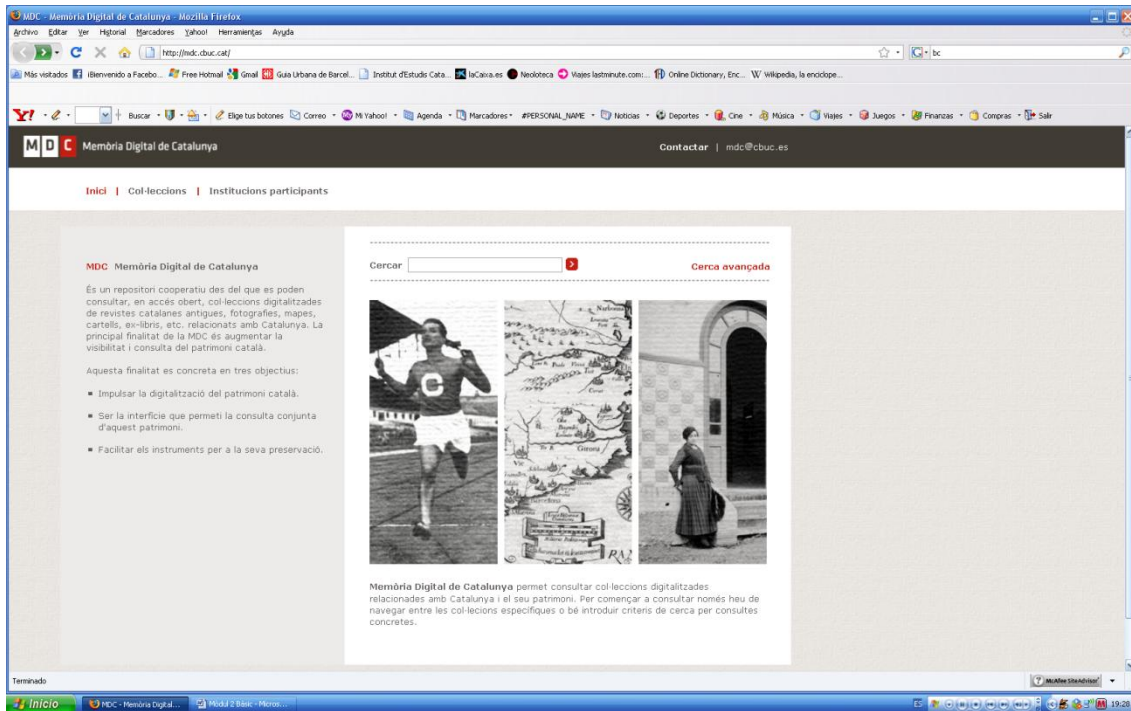 MDC - Memòria Digital de Catalunya - Mozilla Firefox
Archivo Editar Ver Historial Marcadores Yahoo! Herramientas Ayuda
http://mdc.cbuc.cat/
bc
Más visitados iBienvenido a Facebo... Free Hotmail Gmail Guia Urbana de Barcel... Institut d'Estudis Cata... laCaixa.es Neoloteca Viajes lastminute.com:... Online Dictionary, Enc... Wikipedia, la enciclope...
Y! Buscar Elige tus botones Correo Mi Yahoo! Agenda Marcadores #PERSONAL_NAME Noticias Deportes Cine Música Viajes Juegos Finanzas Compras Salir
MDC Memòria Digital de Catalunya
Contactar | mdc@cbuc.es
Inici | Col·leccions | Institucions participants
MDC Memòria Digital de Catalunya
És un repositori cooperatiu des del que es poden
consultar, en accés obert, col·leccions digitalitzades
de revistes catalanes antigues, fotografies, mapes,
cartells, ex-libris, etc. relacionats amb Catalunya. La
principal finalitat de la MDC és augmentar la
visibilitat i consulta del patrimoni català.
Aquesta finalitat es concreta en tres objectius:
Impulsar la digitalització del patrimoni català.
Ser la interfície que permeti la consulta conjunta
d'aquest patrimoni.
Facilitar els instruments per a la seva preservació.
Cercar
Cerca avançada
C
Narbonne
Girona
Vic
Barcelona
Memòria Digital de Catalunya permet consultar col·leccions digitalitzades
relacionades amb Catalunya i el seu patrimoni. Per començar a consultar només heu de
navegar entre les col·lecions específiques o bé introduir criteris de cerca per consultes
concretes.
Terminado
McAfee SiteAdvisor
Inicio
MDC - Memòria Digital...
Mòdul 2 Bàsic - Micros...
ES
19:28